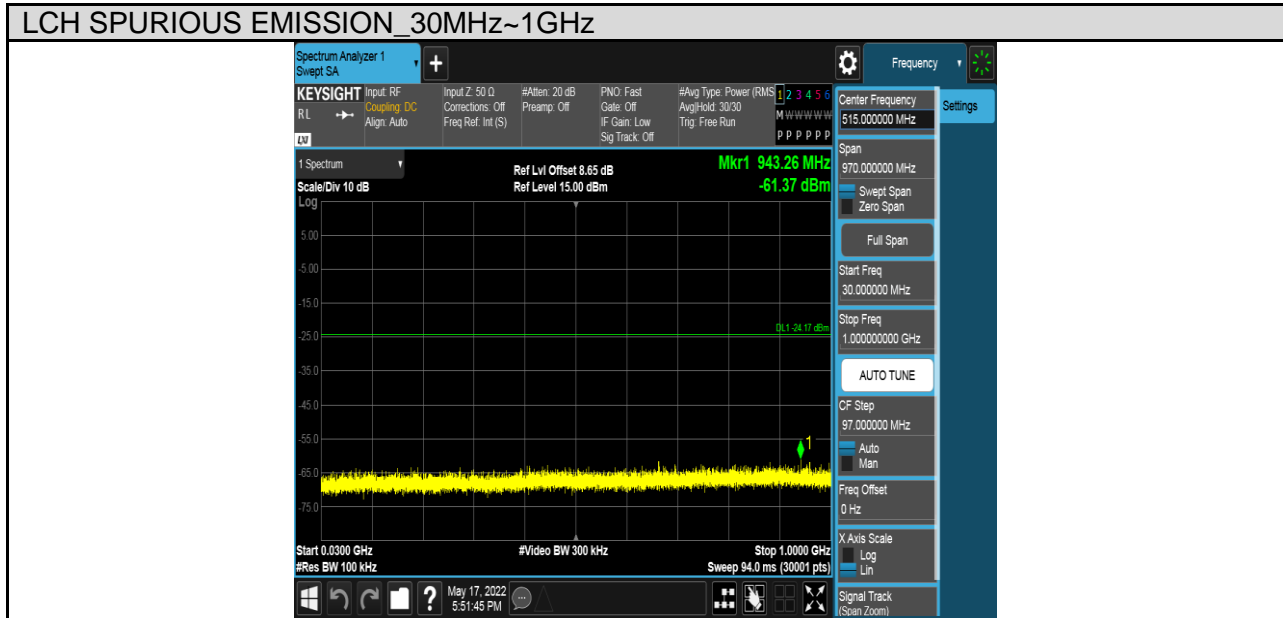 LCH SPURIOUS EMISSION_30MHz~1GHz
Spectrum Analyzer 1
Swept SA
+
Frequency
KEYSIGHT
RL
LXI
Input: RF
Coupling: DC
Align: Auto
Input Z: 50 Ω
Corrections: Off
Freq Ref: Int (S)
#Atten: 20 dB
Preamp: Off
PNO: Fast
Gate: Off
IF Gain: Low
Sig Track: Off
#Avg Type: Power (RMS
Avg|Hold: 30/30
Trig: Free Run
1 2 3 4 5 6
M W W W W W
P P P P P P
Center Frequency
515.000000 MHz
Settings
1 Spectrum
Scale/Div 10 dB
Ref Lvl Offset 8.65 dB
Ref Level 15.00 dBm
Mkr1 943.26 MHz
-61.37 dBm
Log
5.00
-5.00
-15.0
-25.0
-35.0
-45.0
-55.0
-65.0
-75.0
DL1 -24.17 dBm
1
Start 0.0300 GHz
#Res BW 100 kHz
#Video BW 300 kHz
Stop 1.0000 GHz
Sweep 94.0 ms (30001 pts)
Span
970.000000 MHz
Swept Span
Zero Span
Full Span
Start Freq
30.000000 MHz
Stop Freq
1.000000000 GHz
AUTO TUNE
CF Step
97.000000 MHz
Auto
Man
Freq Offset
0 Hz
X Axis Scale
Log
Lin
Signal Track
(Span Zoom)
?
May 17, 2022
5:51:45 PM